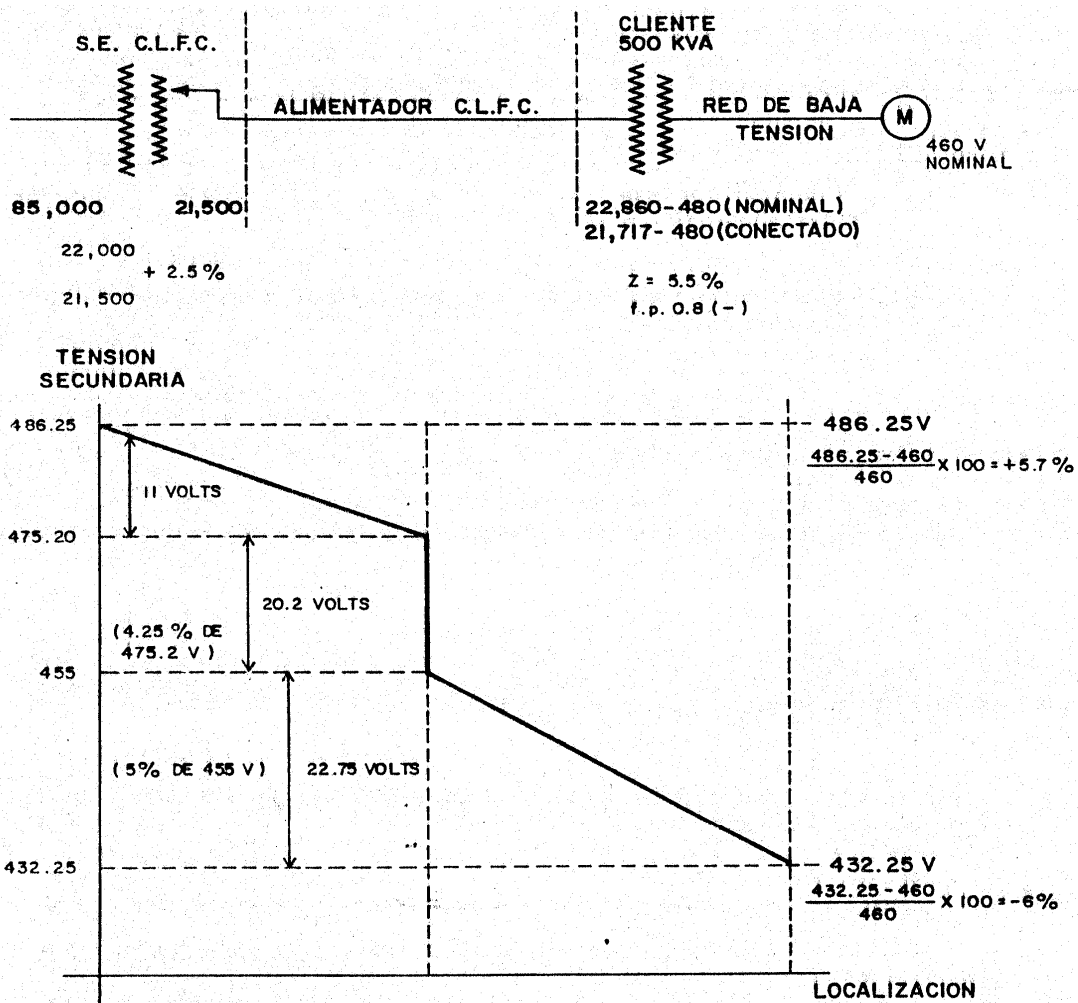 S.E. C.L.F.C.
CLIENTE
500 KVA
ALIMENTADOR C.L.F.C.
RED DE BAJA
TENSION
M
460 V
NOMINAL
85,000
21,500
22,860-480(NOMINAL)
21,717-480(CONECTADO)
22,000
+ 2.5%
21,500
Z = 5.5 %
f.p. 0.8 (-)
TENSION
SECUNDARIA
486.25
486.25V
486.25-460
460
X 100 = +5.7 %
11 VOLTS
475.20
20.2 VOLTS
(4.25% DE
475.2 V)
455
(5% DE 455 V)
22.75 VOLTS
432.25
432.25 V
432.25-460
460
X 100 = -6%
LOCALIZACION